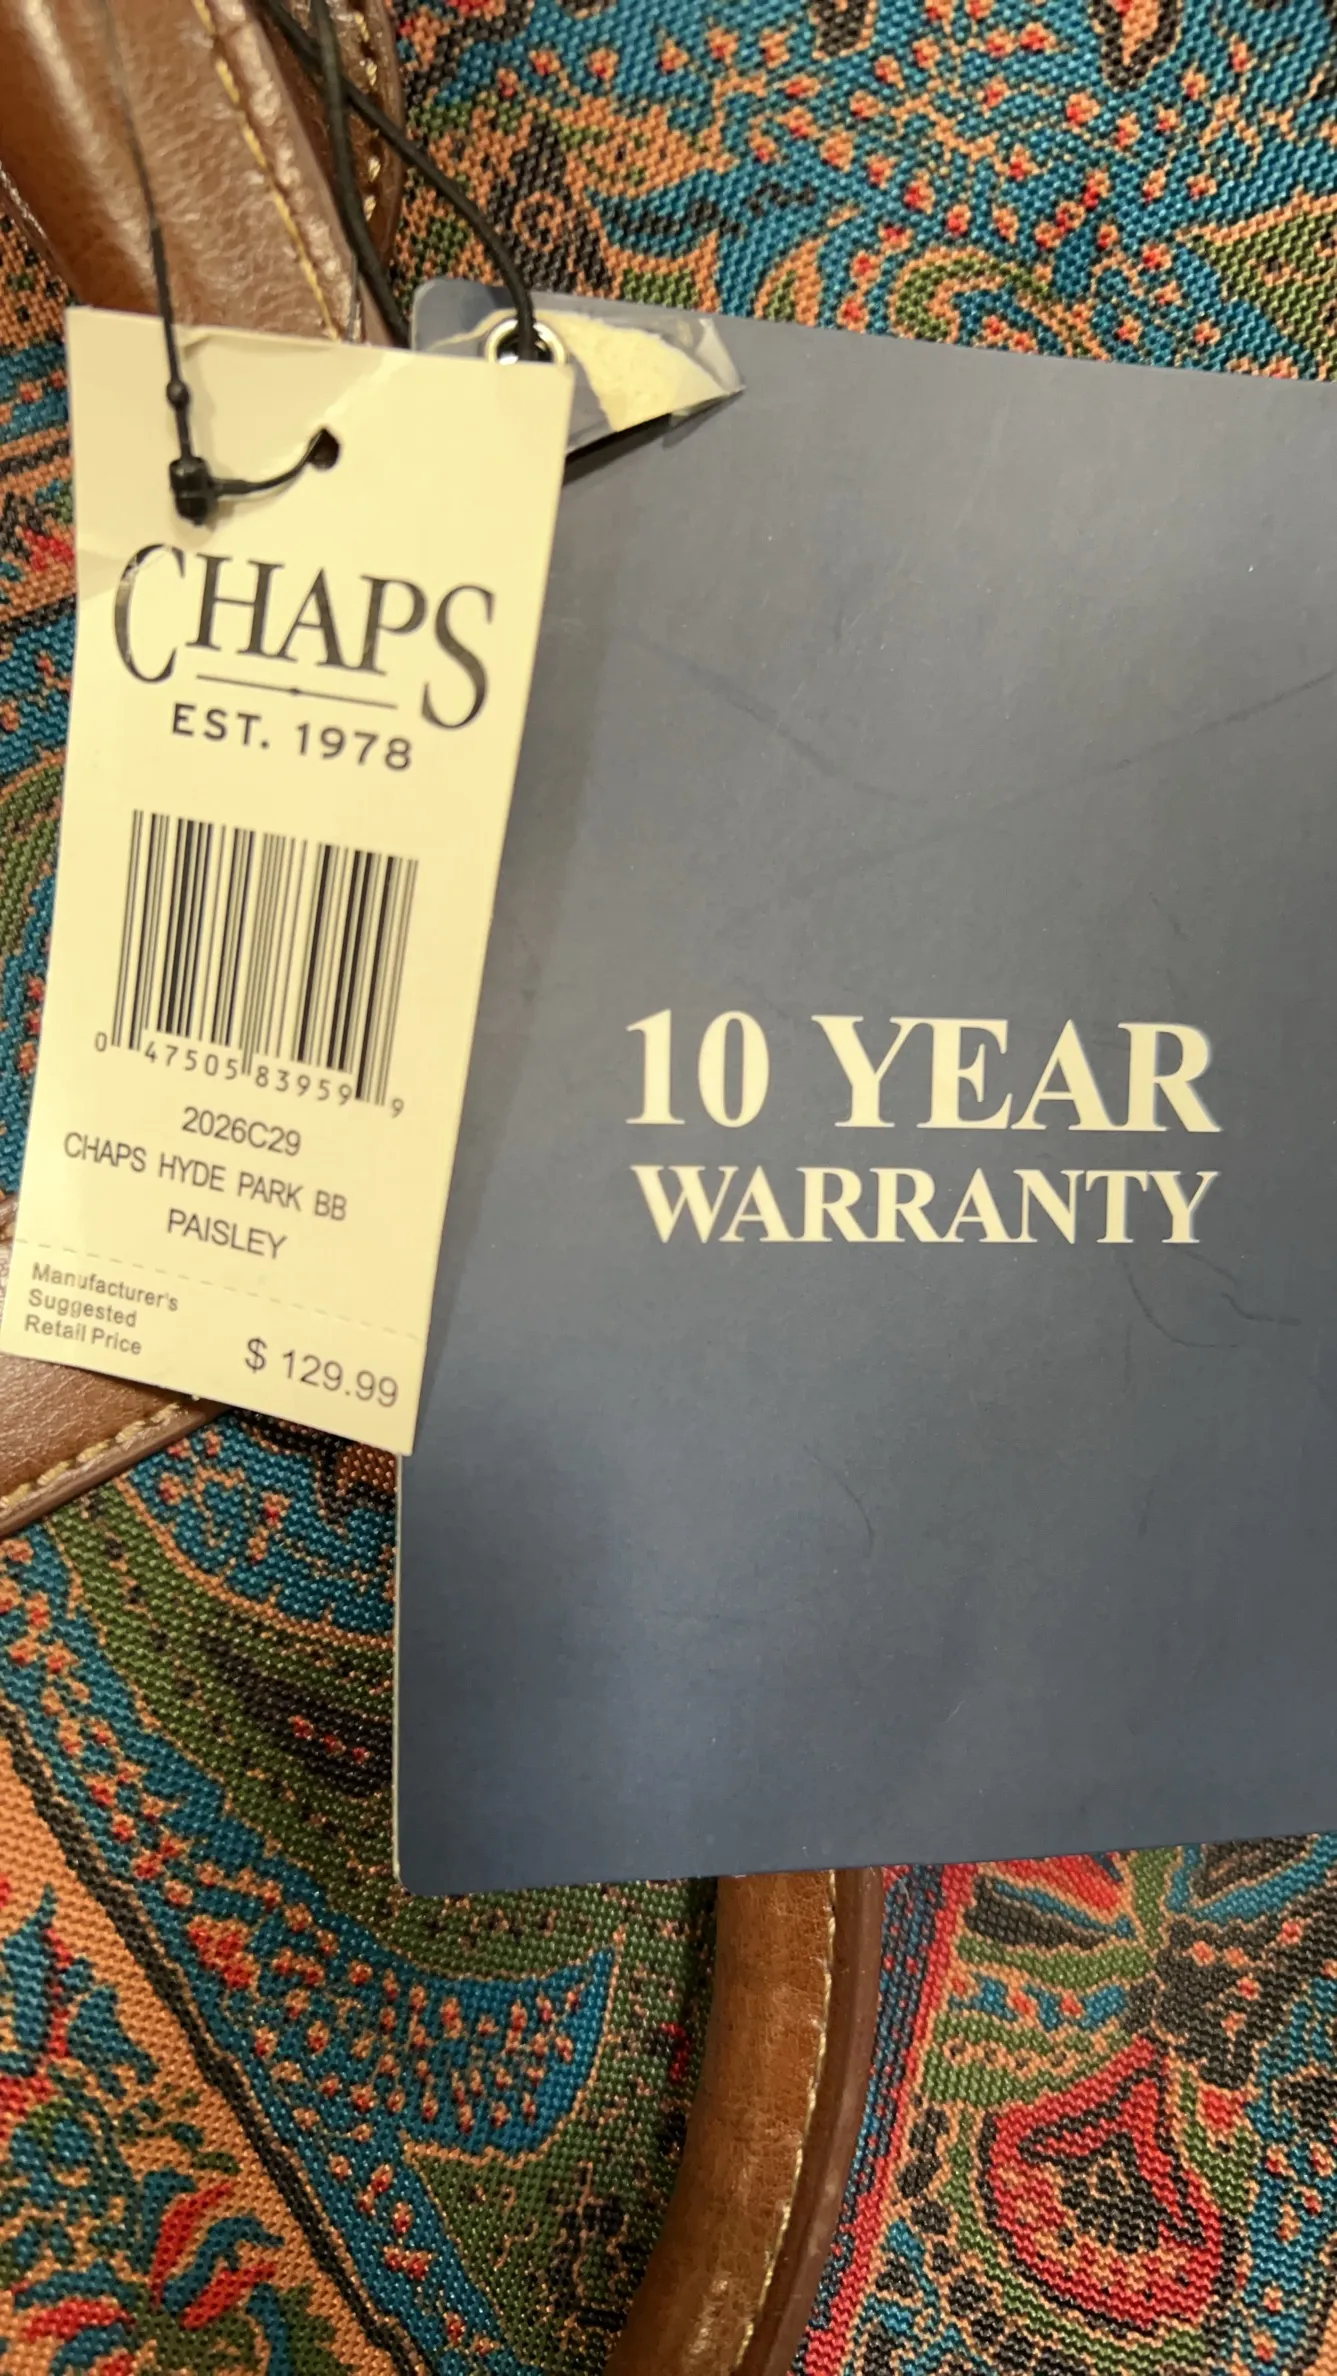 CHAPS
EST. 1978
0 47505 83959 9
2026C29
CHAPS HYDE PARK BB
PAISLEY
Manufacturer's
Suggested
Retail Price
$ 129.99
10 YEAR
WARRANTY